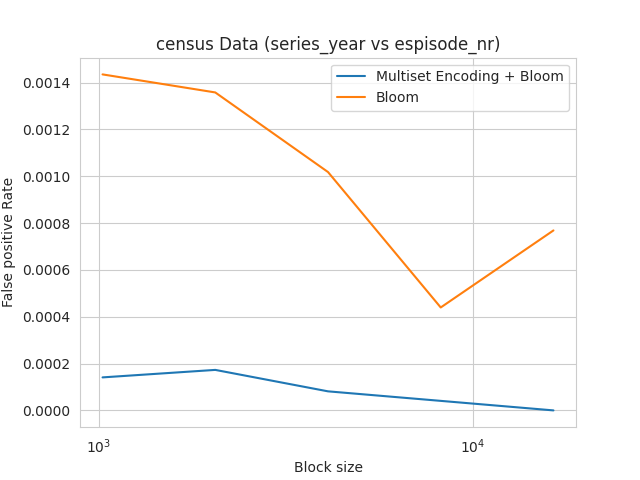 census Data (series_year vs espisode_nr)
Multiset Encoding + Bloom
Bloom
False positive Rate
0.0014
0.0012
0.0010
0.0008
0.0006
0.0004
0.0002
0.0000
10³
10⁴
Block size